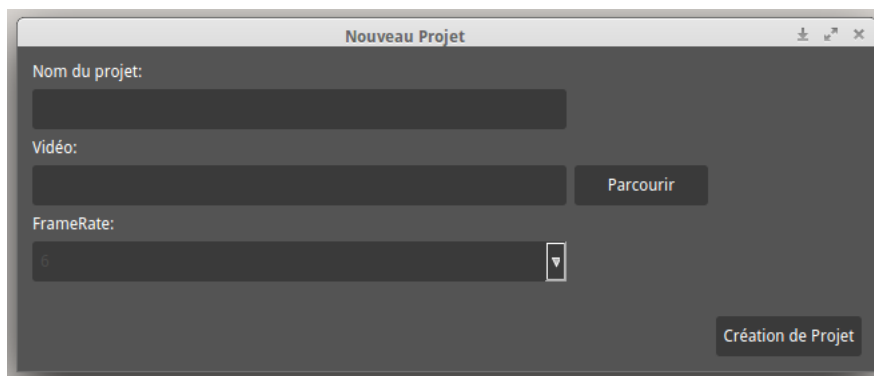 Nouveau Projet
Nom du projet:
Vidéo:
Parcourir
FrameRate:
6
Création de Projet